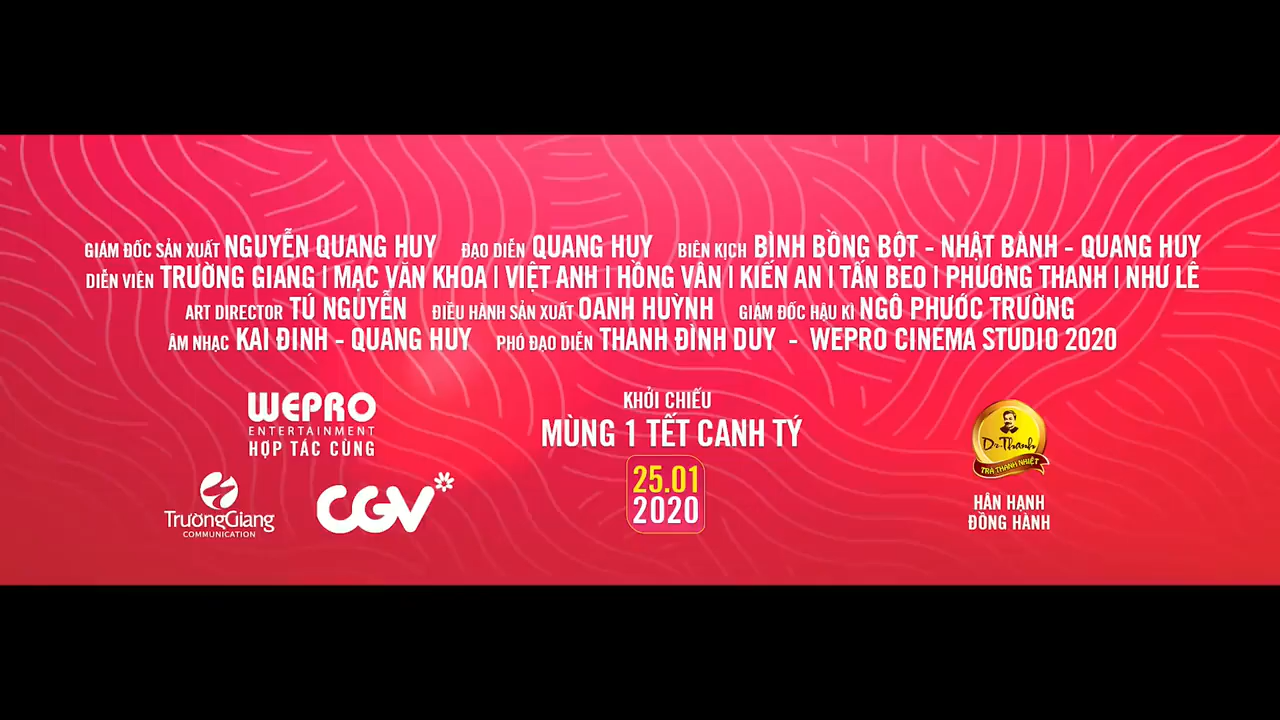 GIÁM ĐỐC SẢN XUẤT NGUYỄN QUANG HUY ĐẠO DIỄN QUANG HUY BIÊN KỊCH BÌNH BỒNG BỘT - NHẬT BÀNH - QUANG HUY
DIỄN VIÊN TRƯỜNG GIANG | MẠC VĂN KHOA | VIỆT ANH | HỒNG VÂN | KIẾN AN | TẤN BEO | PHƯƠNG THANH | NHƯ LÊ
ART DIRECTOR TÚ NGUYỄN ĐIỀU HÀNH SẢN XUẤT OANH HUỲNH GIÁM ĐỐC HẬU KÌ NGÔ PHƯỚC TRƯỜNG
ÂM NHẠC KAI ĐINH - QUANG HUY PHÓ ĐẠO DIỄN THANH ĐÌNH DUY - WEPRO CINEMA STUDIO 2020
WEPRO
ENTERTAINMENT
HỢP TÁC CÙNG
TrườngGiang
COMMUNICATION
CGV
KHỞI CHIẾU
MÙNG 1 TẾT CANH TÝ
25.01
2020
Dr.Thanh
TRÀ THANH NHIỆT
HÂN HẠNH
ĐỒNG HÀNH